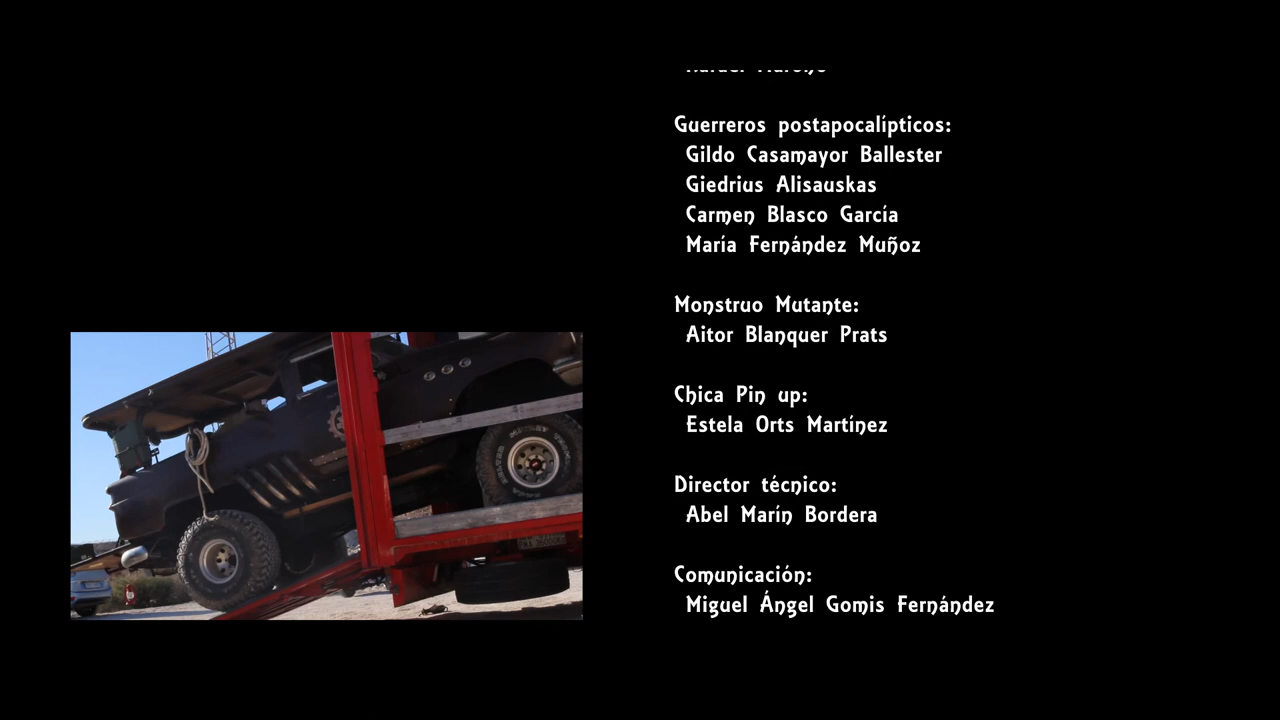 Guerreros postapocalípticos:
Gildo Casamayor Ballester
Giedrius Alisauskas
Carmen Blasco García
María Fernández Muñoz
Monstruo Mutante:
Aitor Blanquer Prats
Chica Pin up:
Estela Orts Martínez
Director técnico:
Abel Marín Bordera
Comunicación:
Miguel Ángel Gomis Fernández